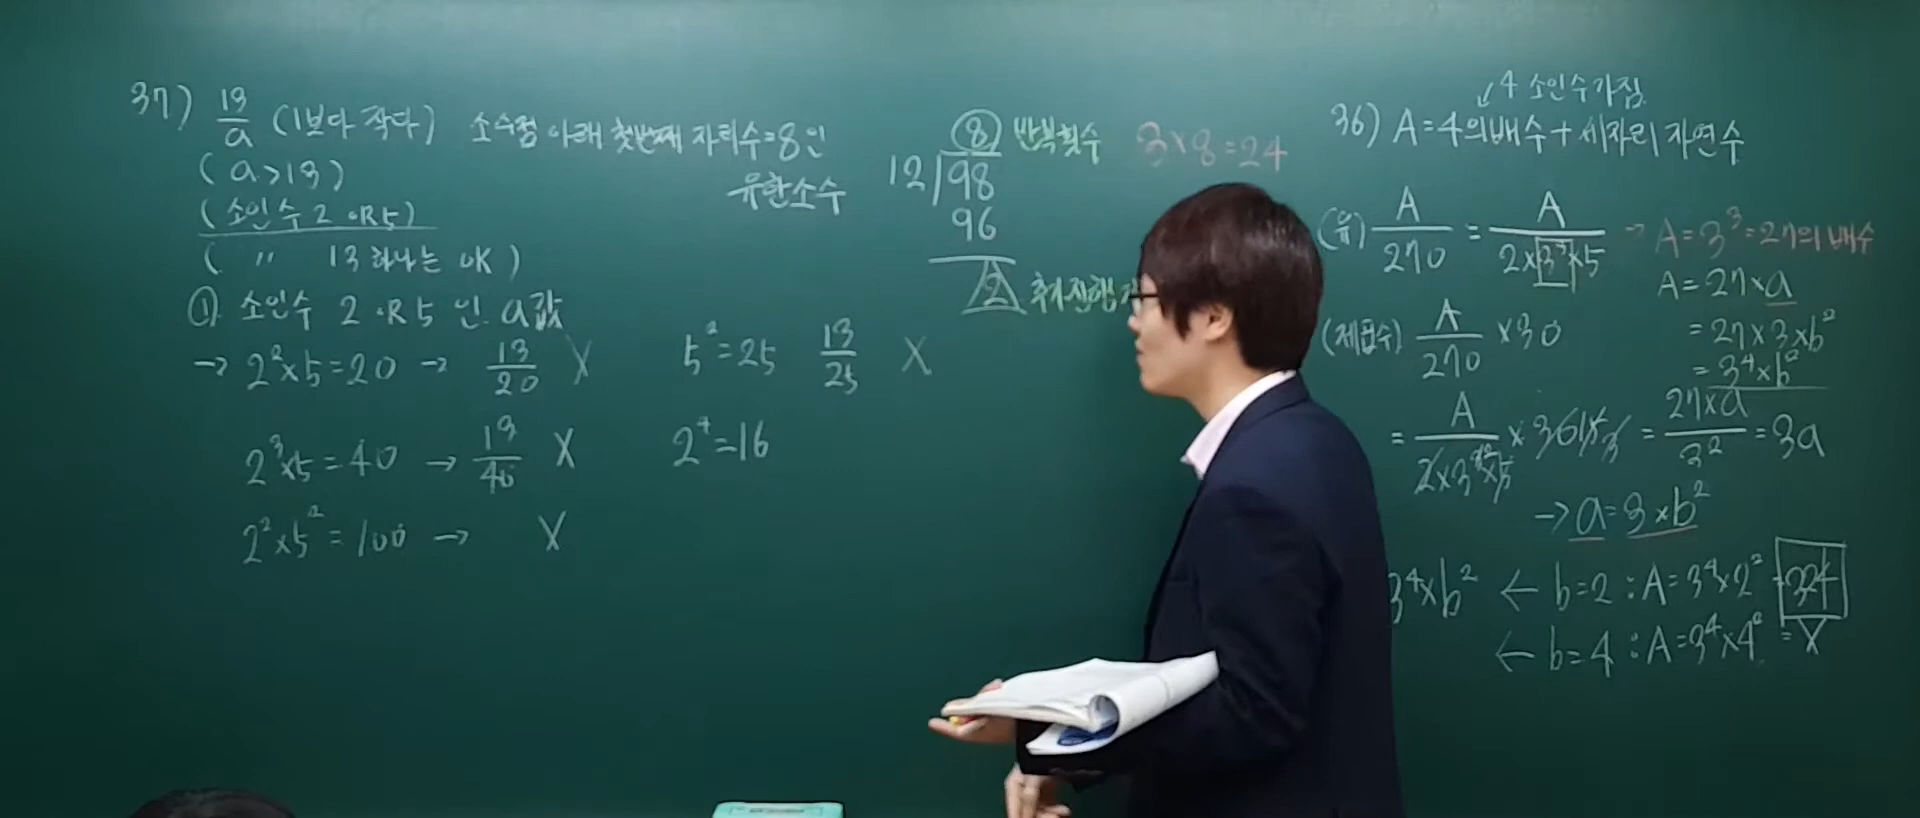 37) 13/a (1보다 작다) 소수점 아래 첫번째 자리수=8인
유한소수
(a>13)
(소인수 2 OR 5)
( 〃 13 하나는 OK)
① 소인수 2 OR 5 인 a값
→ 2²×5=20 → 13/20 X
5²=25 13/25 X
2³×5=40 → 13/40 X
2⁴=16
2²×5²=100 → X
⑧ 반복횟수 3×8=24
12)98
96
2
36) A=4의배수+세자리 자연수
↙4 소인수가짐
(유) A/270 = A/2×3³×5 → A=3³=27의 배수
A=27×a
=27×3×b²
=3⁴×b²
(제곱수) A/270 ×30
= A/2×3³×5 × = 27×a/3² =3a
→ a=3×b²
3⁴×b² ← b=2 : A=3⁴×2² =324
← b=4 : A=3⁴×4² = X